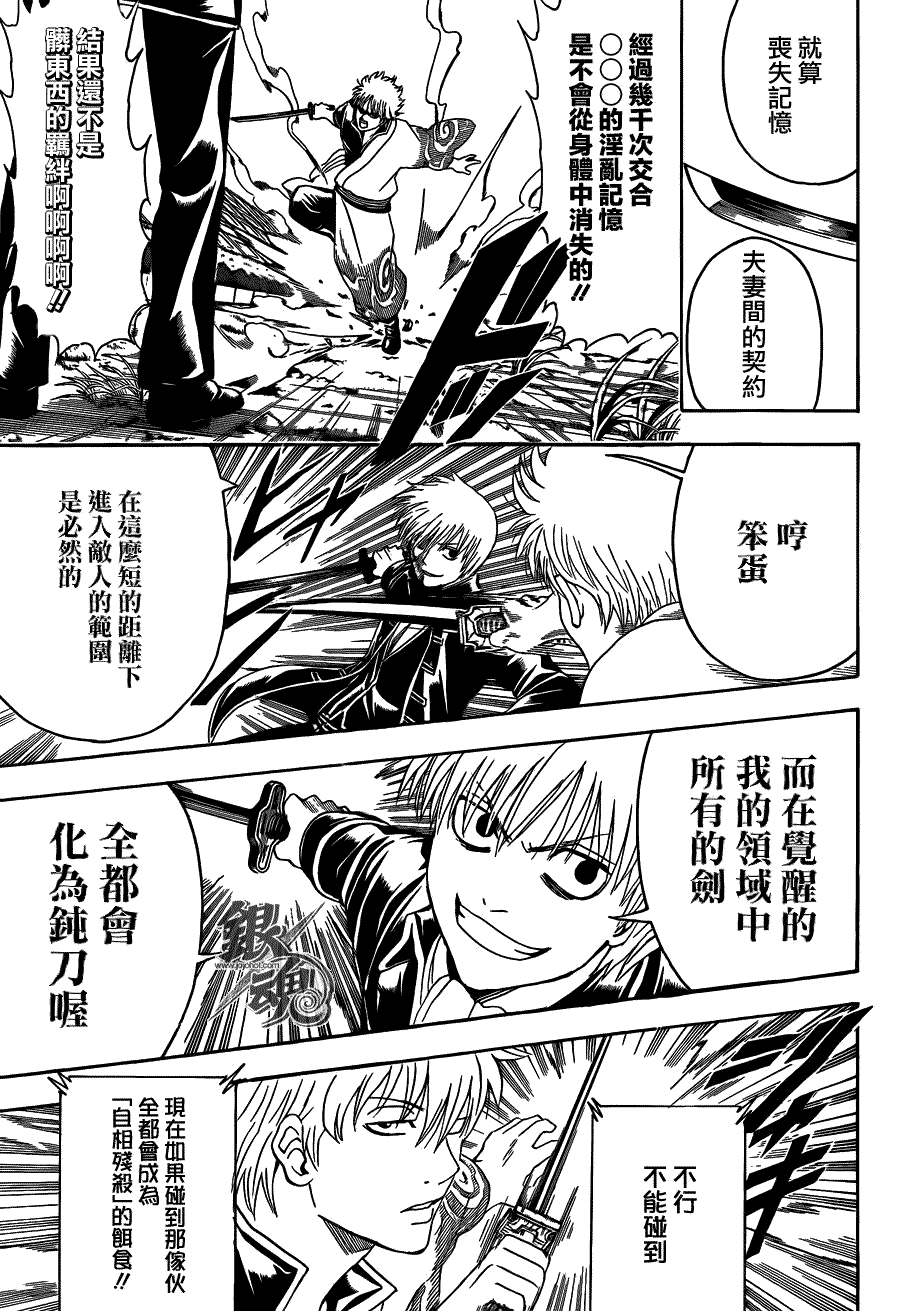 就算
喪失記憶
夫妻間的契約
經過幾千次交合
○○○的淫亂記憶
是不會從身體中消失的!!
結果還不是
髒東西的羈絆啊啊啊啊!!
哼
笨蛋
在這麼短的距離下
進入敵人的範圍
是必然的
而在覺醒的
我的領域中
所有的劍
全都會
化為鈍刀喔
銀魂
www.jojohot.com
不行
不能碰到
現在如果碰到那傢伙
全都會成為
「自相殘殺」的餌食!!